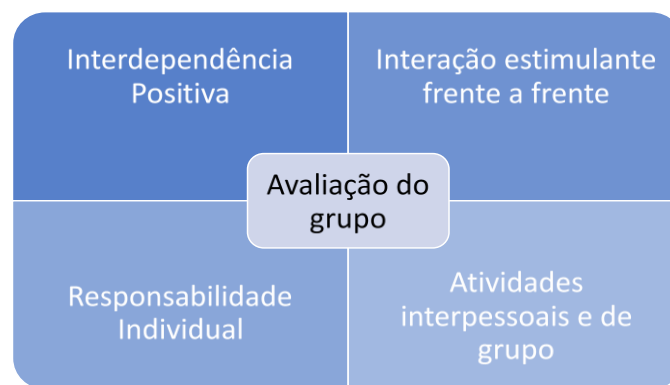 Interdependência
Positiva
Interação estimulante
frente a frente
Avaliação do
grupo
Responsabilidade
Individual
Atividades
interpessoais e de
grupo